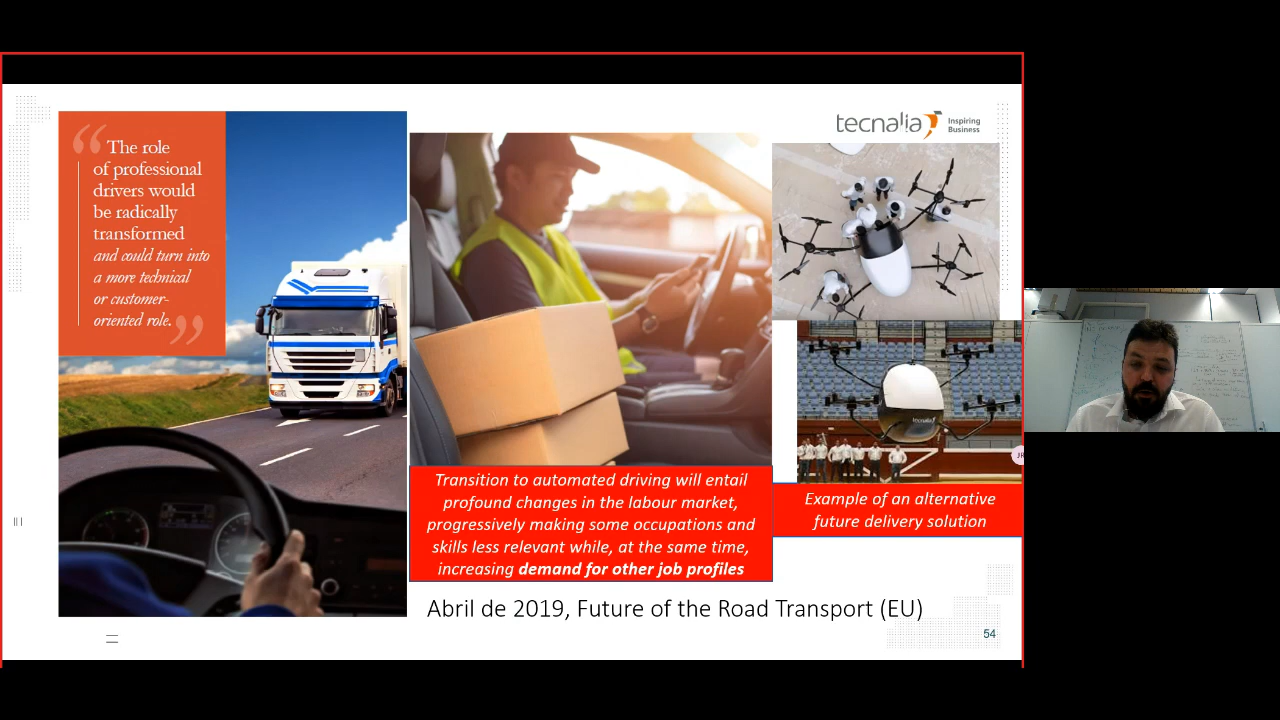 “ The role
of professional
drivers would
be radically
transformed
and could turn into
a more technical
or customer-
oriented role. ”
tecnalia Inspiring
Business
tecnalia
Transition to automated driving will entail
profound changes in the labour market,
progressively making some occupations and
skills less relevant while, at the same time,
increasing demand for other job profiles
Example of an alternative
future delivery solution
JR
Abril de 2019, Future of the Road Transport (EU)
54